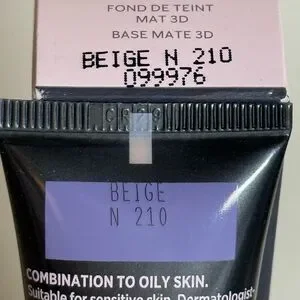 FOND DE TEINT
MAT 3D
BASE MATE 3D
BEIGE N 210
099976
BEIGE
N 210
COMBINATION TO OILY SKIN.
Suitable for sensitive skin. Dermatologist-